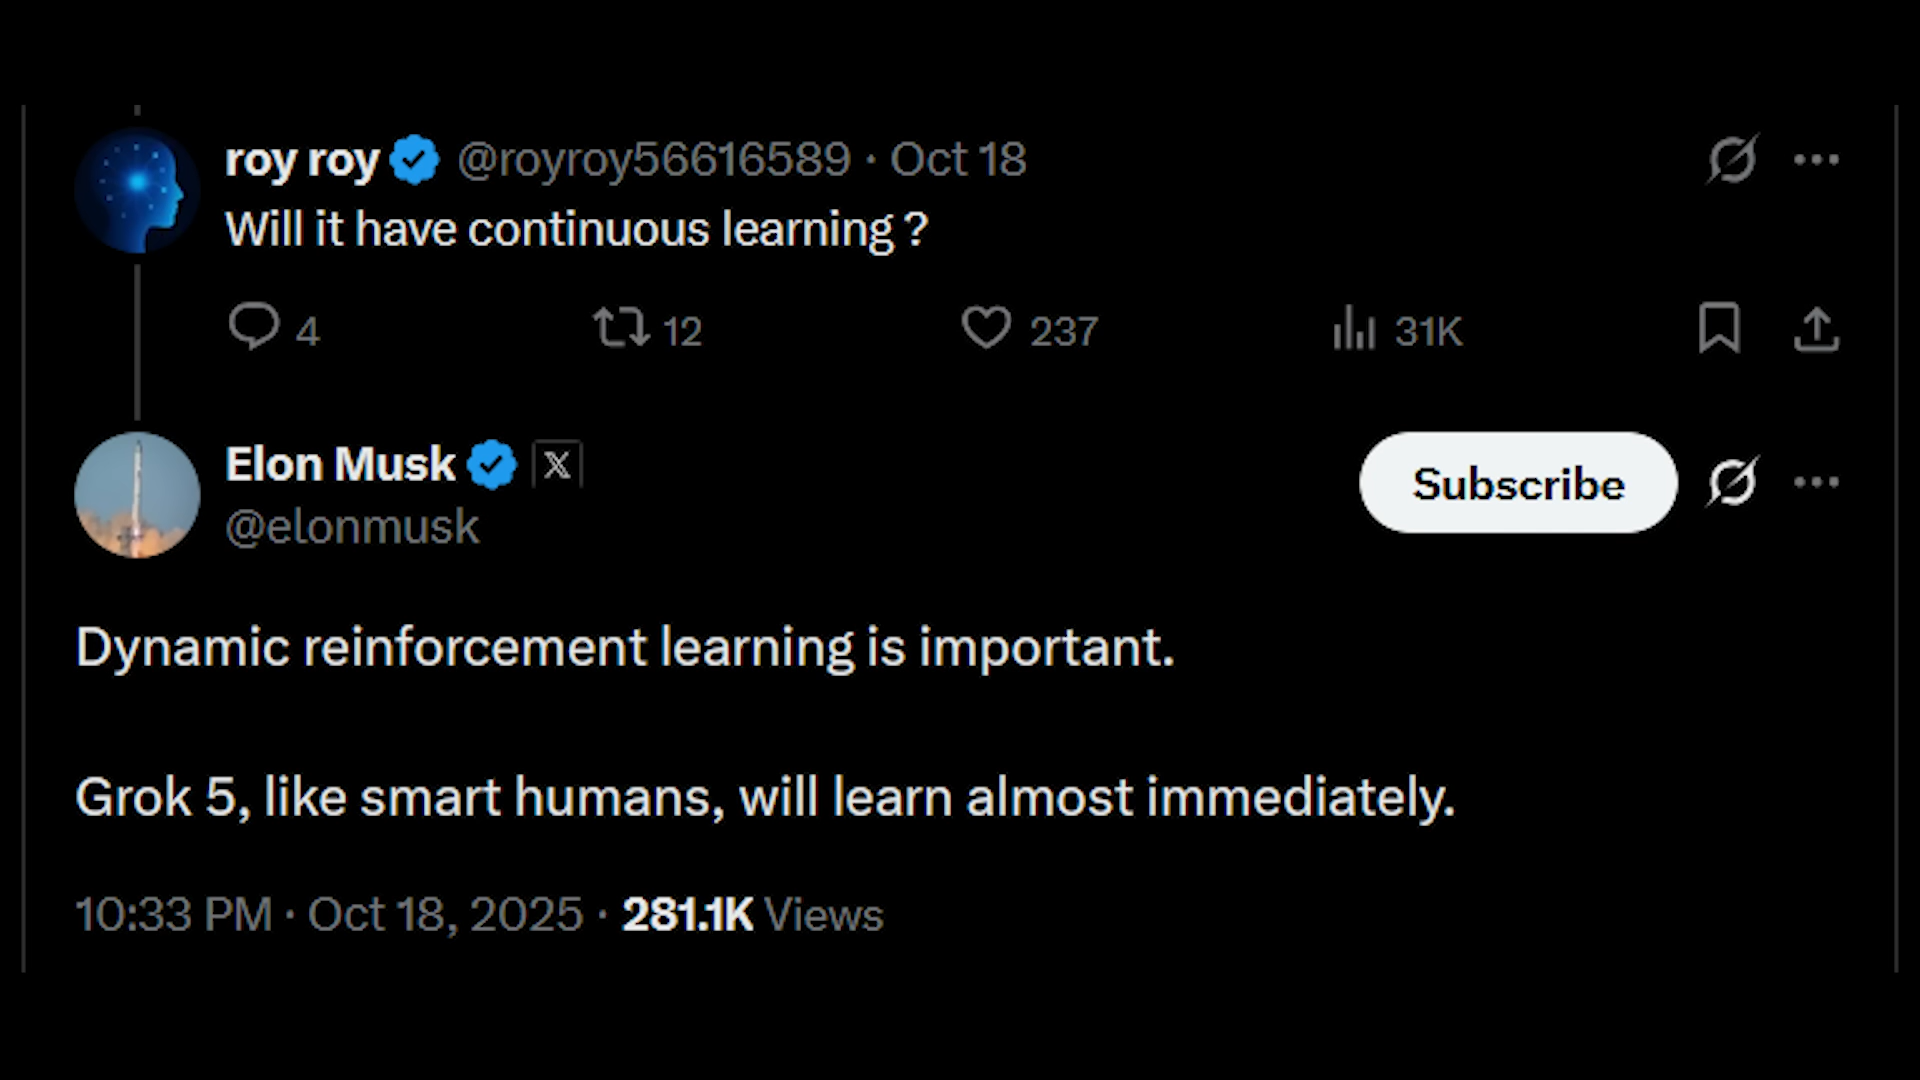 roy roy @royroy56616589 · Oct 18
Will it have continuous learning ?
4 12 237 31K
Elon Musk X
@elonmusk
Subscribe
Dynamic reinforcement learning is important.
Grok 5, like smart humans, will learn almost immediately.
10:33 PM · Oct 18, 2025 · 281.1K Views